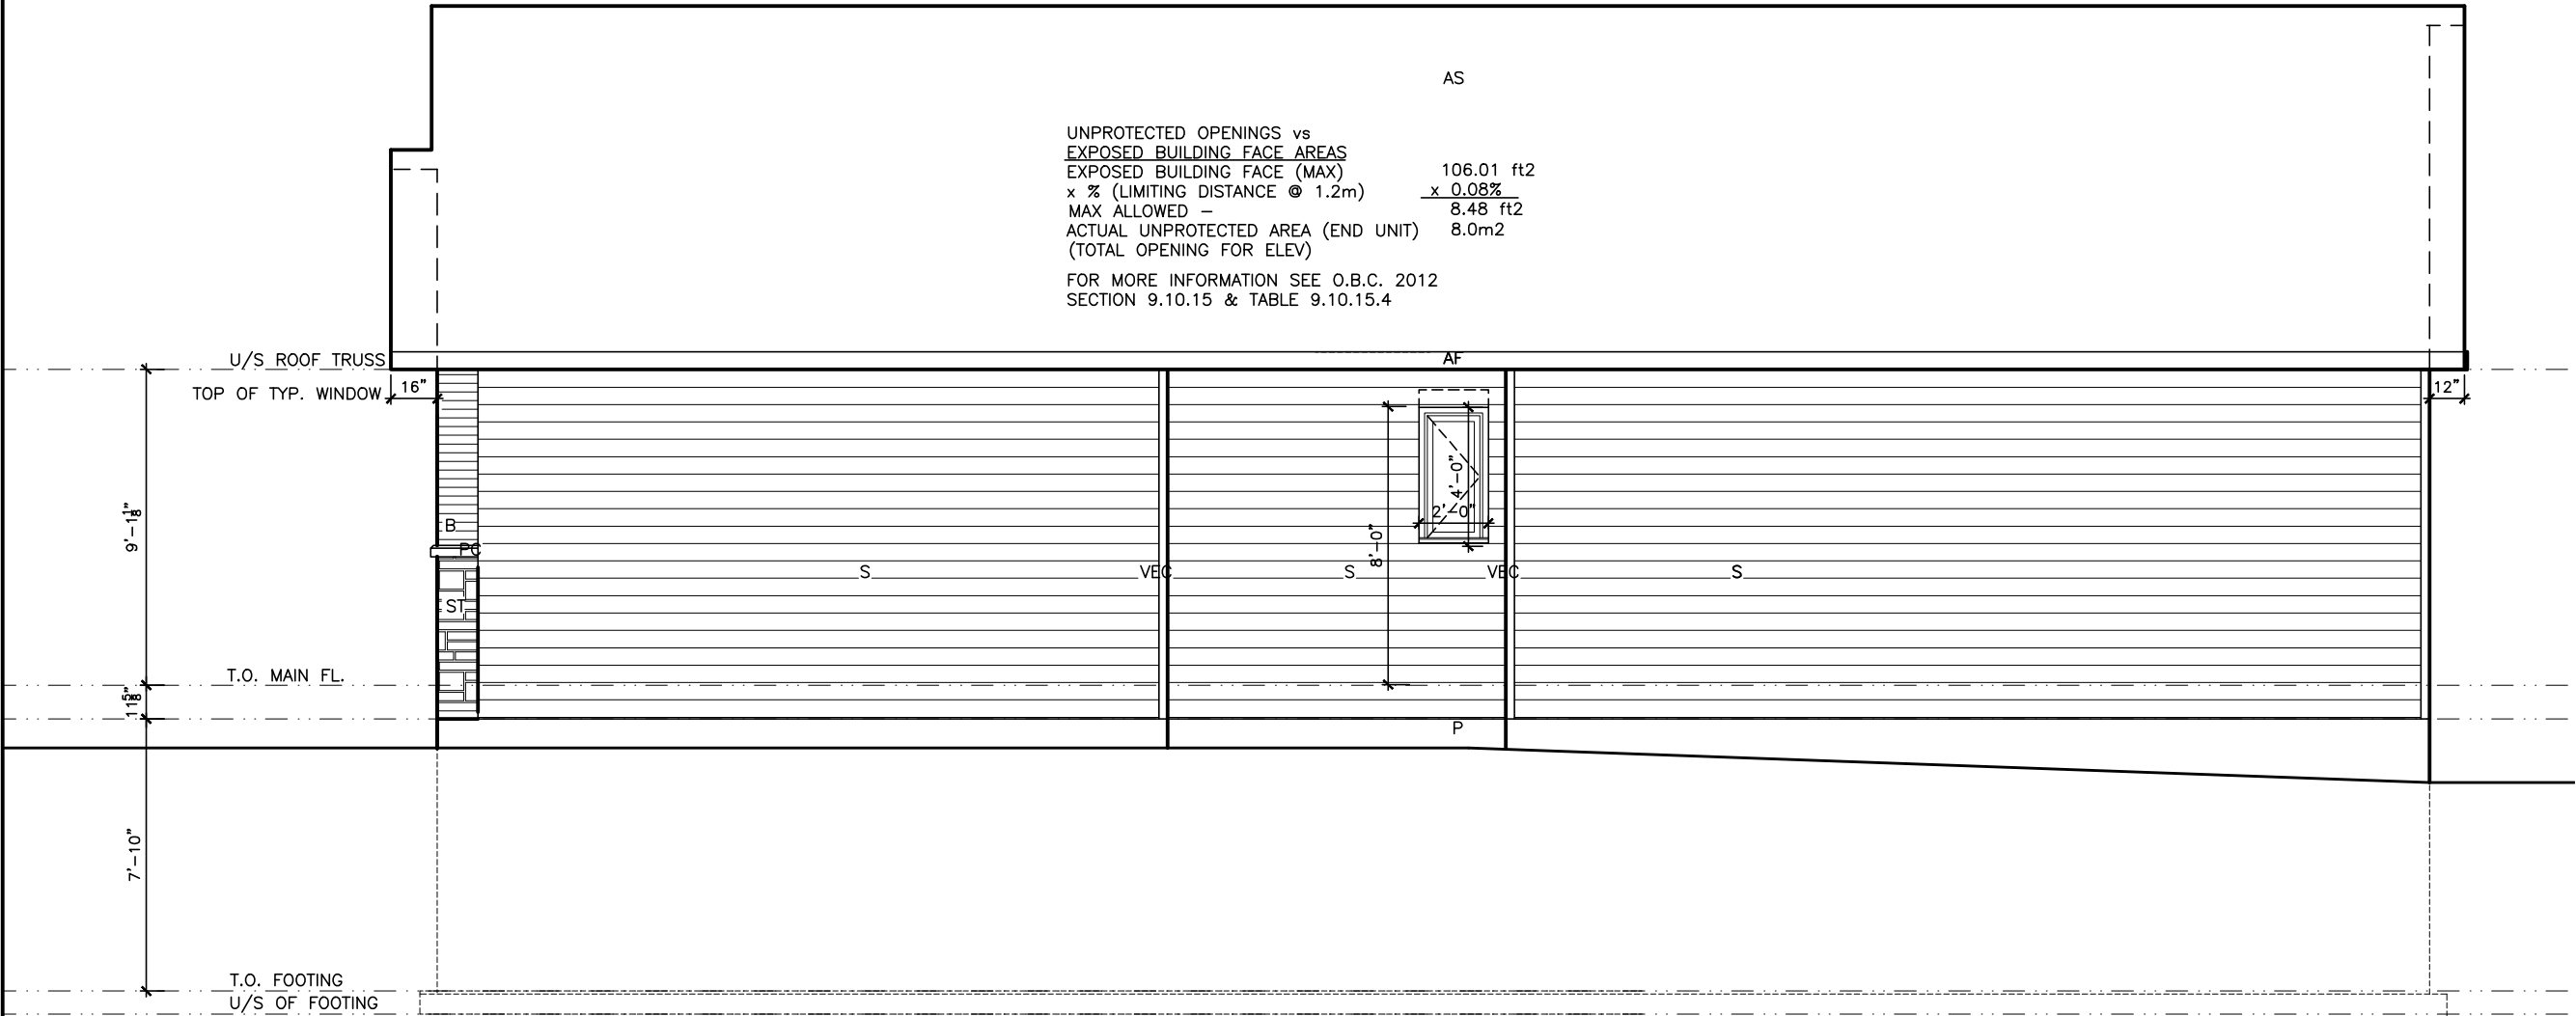 AS
UNPROTECTED OPENINGS vs
EXPOSED BUILDING FACE AREAS
EXPOSED BUILDING FACE (MAX) 106.01 ft2
x % (LIMITING DISTANCE @ 1.2m) x 0.08%
MAX ALLOWED – 8.48 ft2
ACTUAL UNPROTECTED AREA (END UNIT) 8.0m2
(TOTAL OPENING FOR ELEV)
FOR MORE INFORMATION SEE O.B.C. 2012
SECTION 9.10.15 & TABLE 9.10.15.4
U/S ROOF TRUSS
AF
TOP OF TYP. WINDOW
16"
12"
4'-0"
2'-0"
9'-1 1/8"
B
8'-0"
PC
S
VEC
S
VEC
S
ST
T.O. MAIN FL.
11 5/8"
P
7'-10"
T.O. FOOTING
U/S OF FOOTING